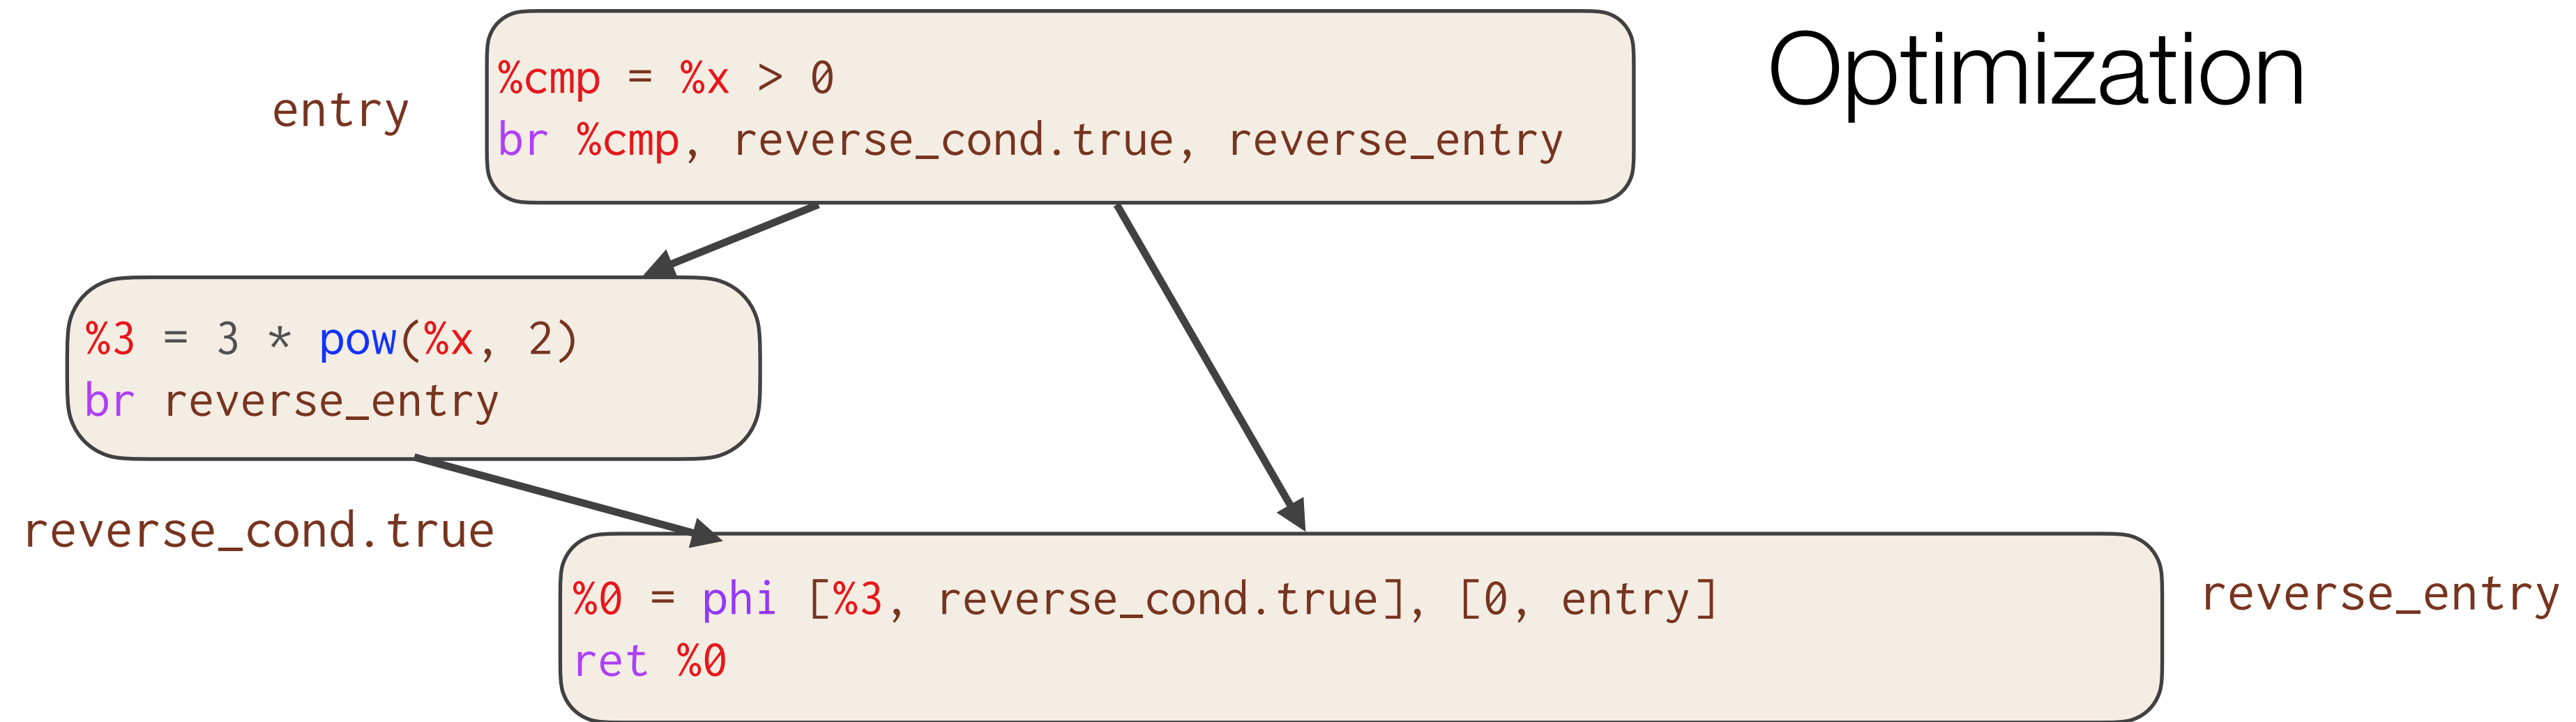 Optimization
entry
%cmp = %x > 0
br %cmp, reverse_cond.true, reverse_entry
%3 = 3 * pow(%x, 2)
br reverse_entry
reverse_cond.true
%0 = phi [%3, reverse_cond.true], [0, entry]
ret %0
reverse_entry